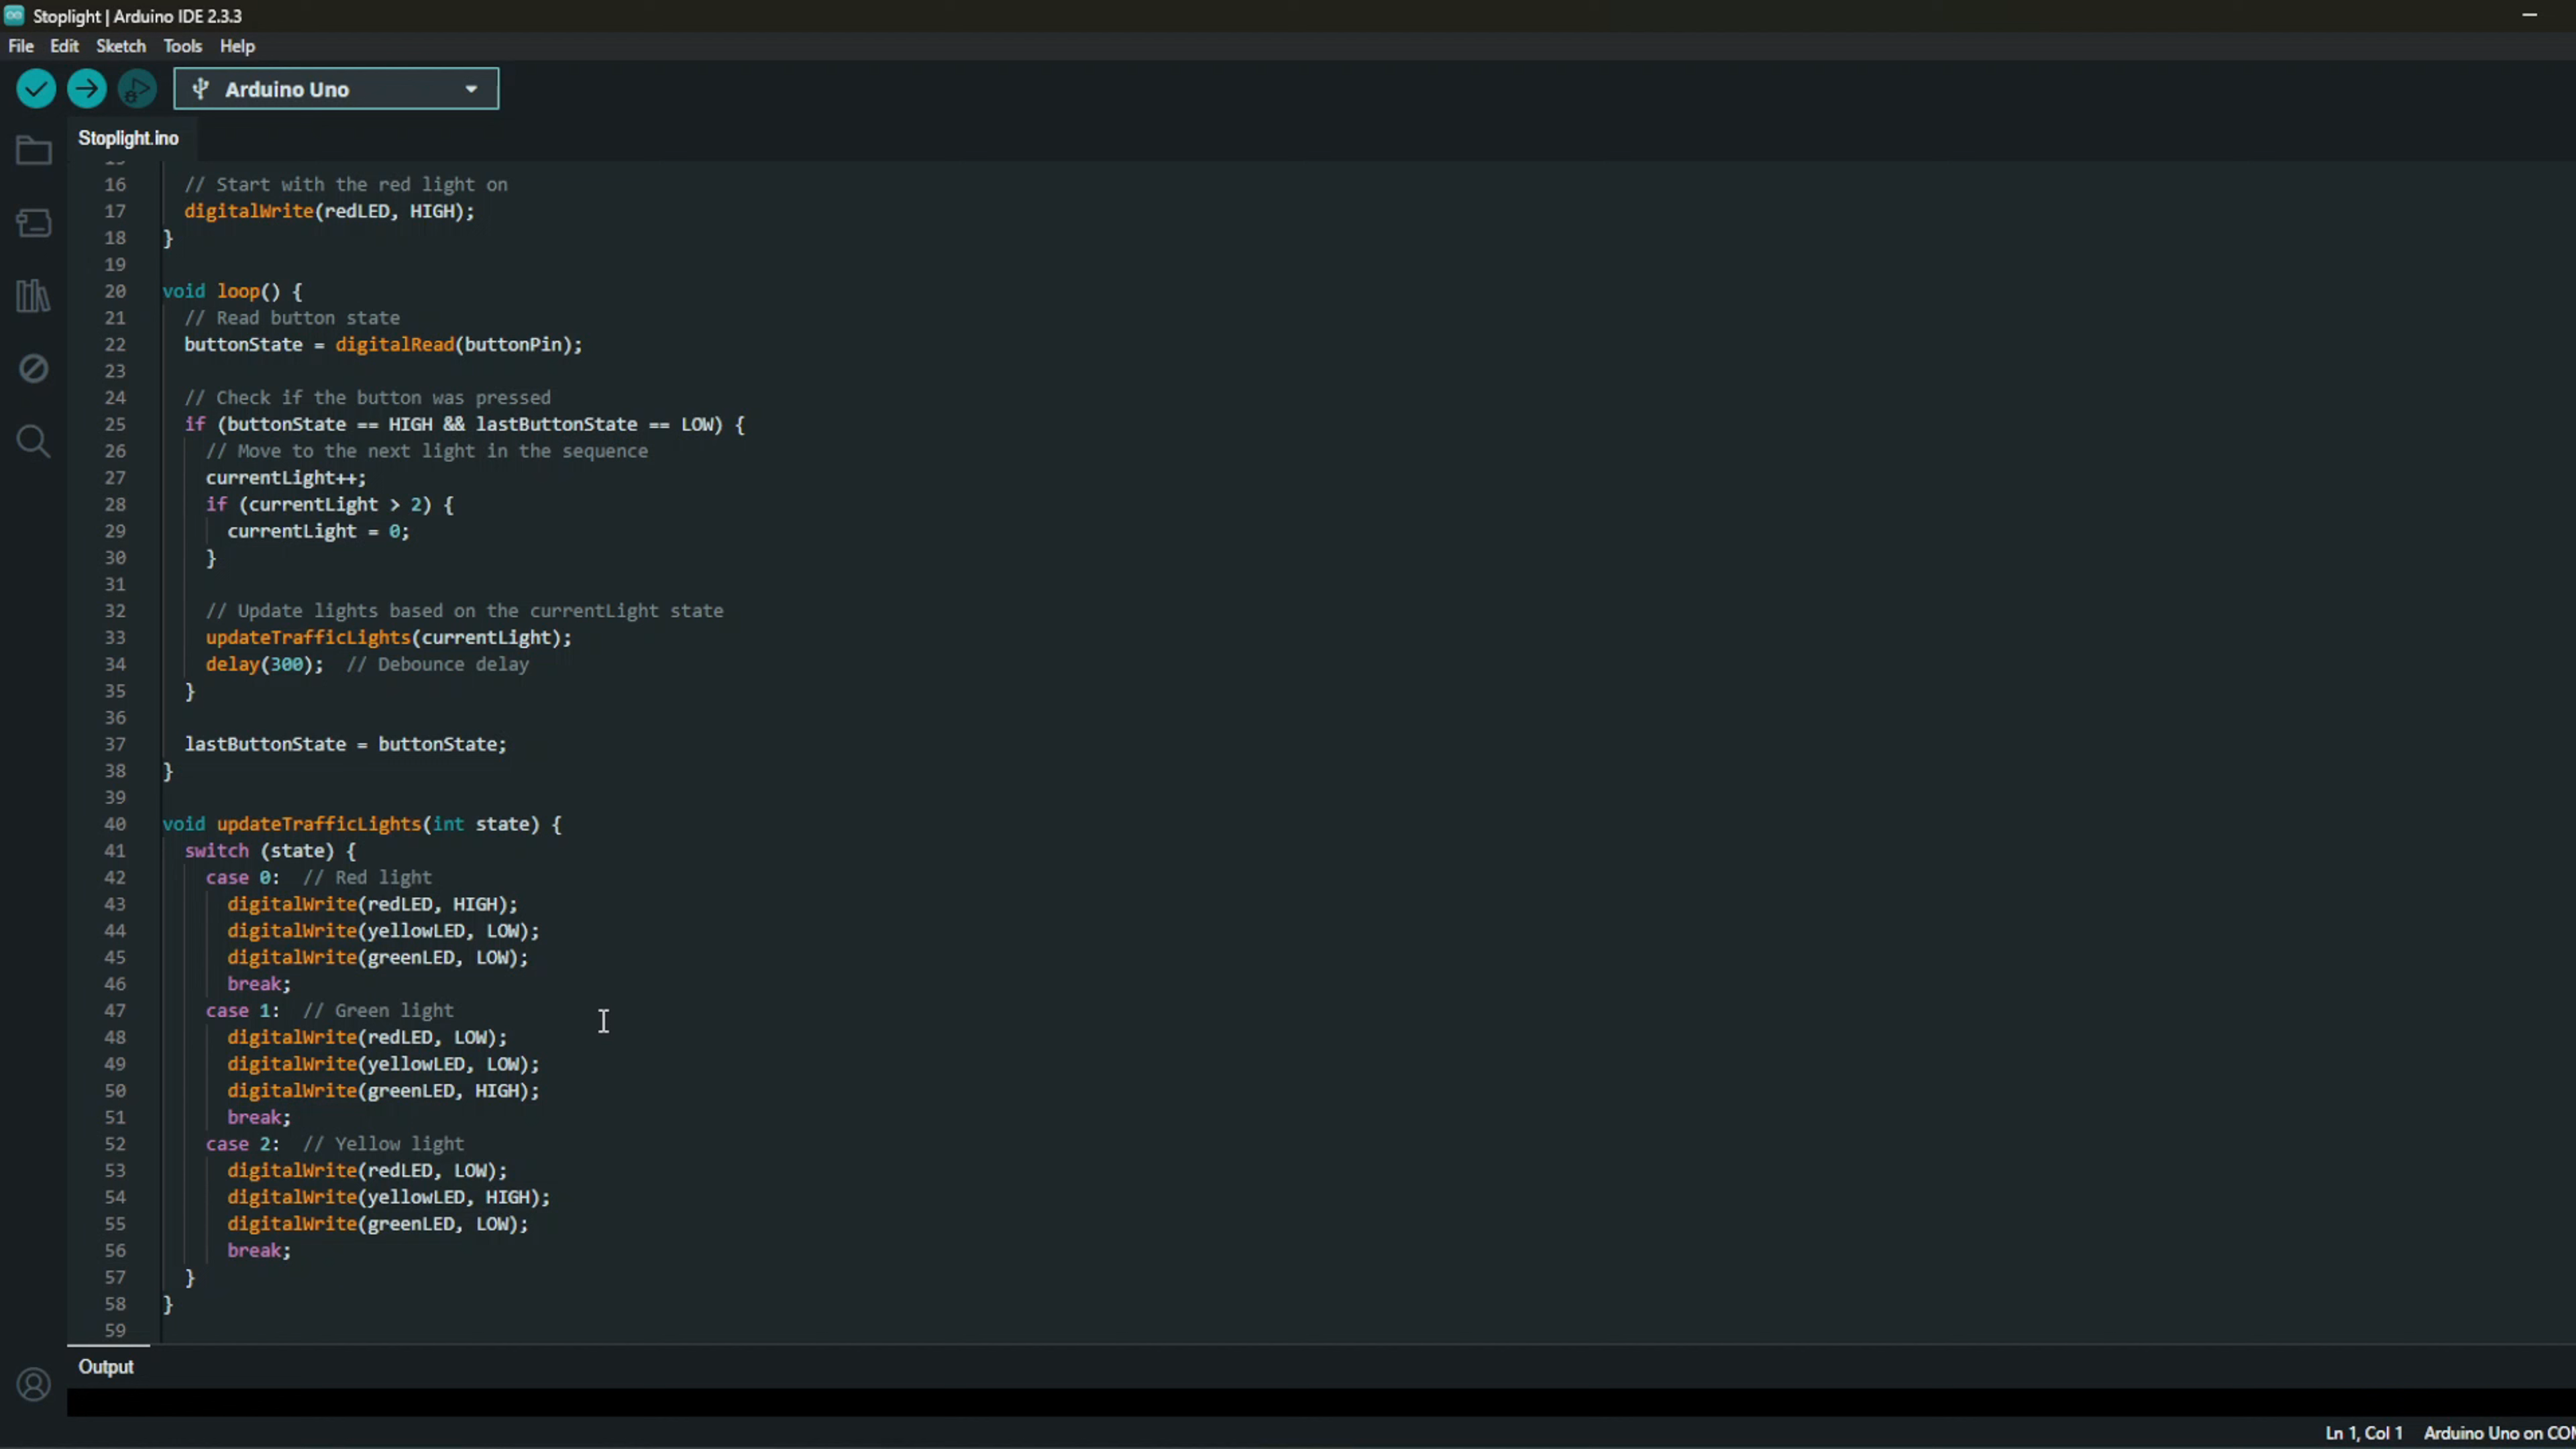 Stoplight | Arduino IDE 2.3.3
File Edit Sketch Tools Help
Arduino Uno
Stoplight.ino
16 // Start with the red light on
17 digitalWrite(redLED, HIGH);
18 }
19
20 void loop() {
21 // Read button state
22 buttonState = digitalRead(buttonPin);
23
24 // Check if the button was pressed
25 if (buttonState == HIGH && lastButtonState == LOW) {
26 // Move to the next light in the sequence
27 currentLight++;
28 if (currentLight > 2) {
29 currentLight = 0;
30 }
31
32 // Update lights based on the currentLight state
33 updateTrafficLights(currentLight);
34 delay(300); // Debounce delay
35 }
36
37 lastButtonState = buttonState;
38 }
39
40 void updateTrafficLights(int state) {
41 switch (state) {
42 case 0: // Red light
43 digitalWrite(redLED, HIGH);
44 digitalWrite(yellowLED, LOW);
45 digitalWrite(greenLED, LOW);
46 break;
47 case 1: // Green light
48 digitalWrite(redLED, LOW);
49 digitalWrite(yellowLED, LOW);
50 digitalWrite(greenLED, HIGH);
51 break;
52 case 2: // Yellow light
53 digitalWrite(redLED, LOW);
54 digitalWrite(yellowLED, HIGH);
55 digitalWrite(greenLED, LOW);
56 break;
57 }
58 }
59
Output
Ln 1, Col 1 Arduino Uno on